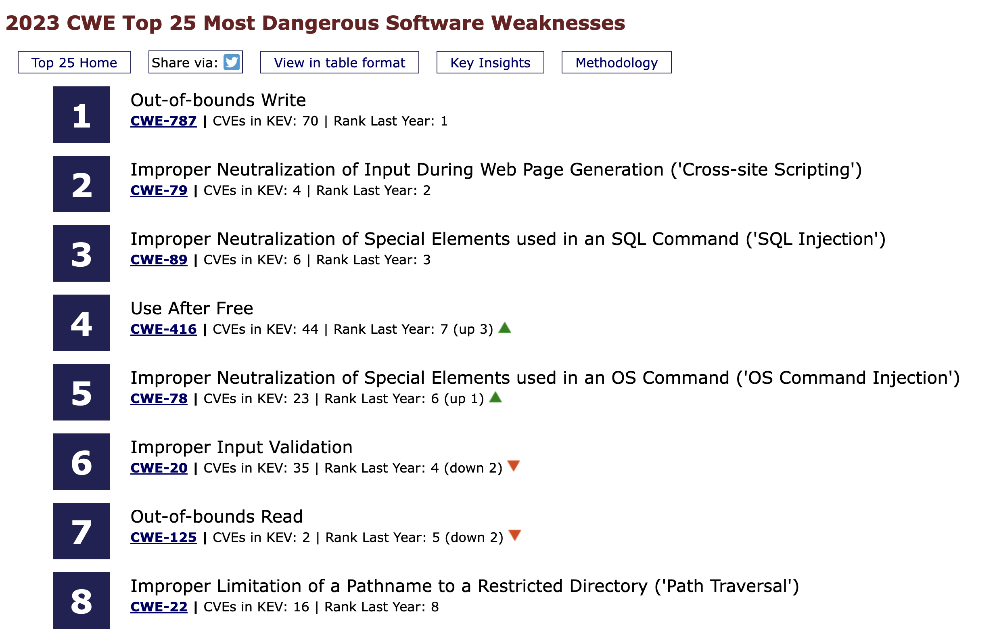 2023 CWE Top 25 Most Dangerous Software Weaknesses
Top 25 Home Share via: View in table format Key Insights Methodology
1
Out-of-bounds Write
CWE-787 | CVEs in KEV: 70 | Rank Last Year: 1
2
Improper Neutralization of Input During Web Page Generation ('Cross-site Scripting')
CWE-79 | CVEs in KEV: 4 | Rank Last Year: 2
3
Improper Neutralization of Special Elements used in an SQL Command ('SQL Injection')
CWE-89 | CVEs in KEV: 6 | Rank Last Year: 3
4
Use After Free
CWE-416 | CVEs in KEV: 44 | Rank Last Year: 7 (up 3)
5
Improper Neutralization of Special Elements used in an OS Command ('OS Command Injection')
CWE-78 | CVEs in KEV: 23 | Rank Last Year: 6 (up 1)
6
Improper Input Validation
CWE-20 | CVEs in KEV: 35 | Rank Last Year: 4 (down 2)
7
Out-of-bounds Read
CWE-125 | CVEs in KEV: 2 | Rank Last Year: 5 (down 2)
8
Improper Limitation of a Pathname to a Restricted Directory ('Path Traversal')
CWE-22 | CVEs in KEV: 16 | Rank Last Year: 8